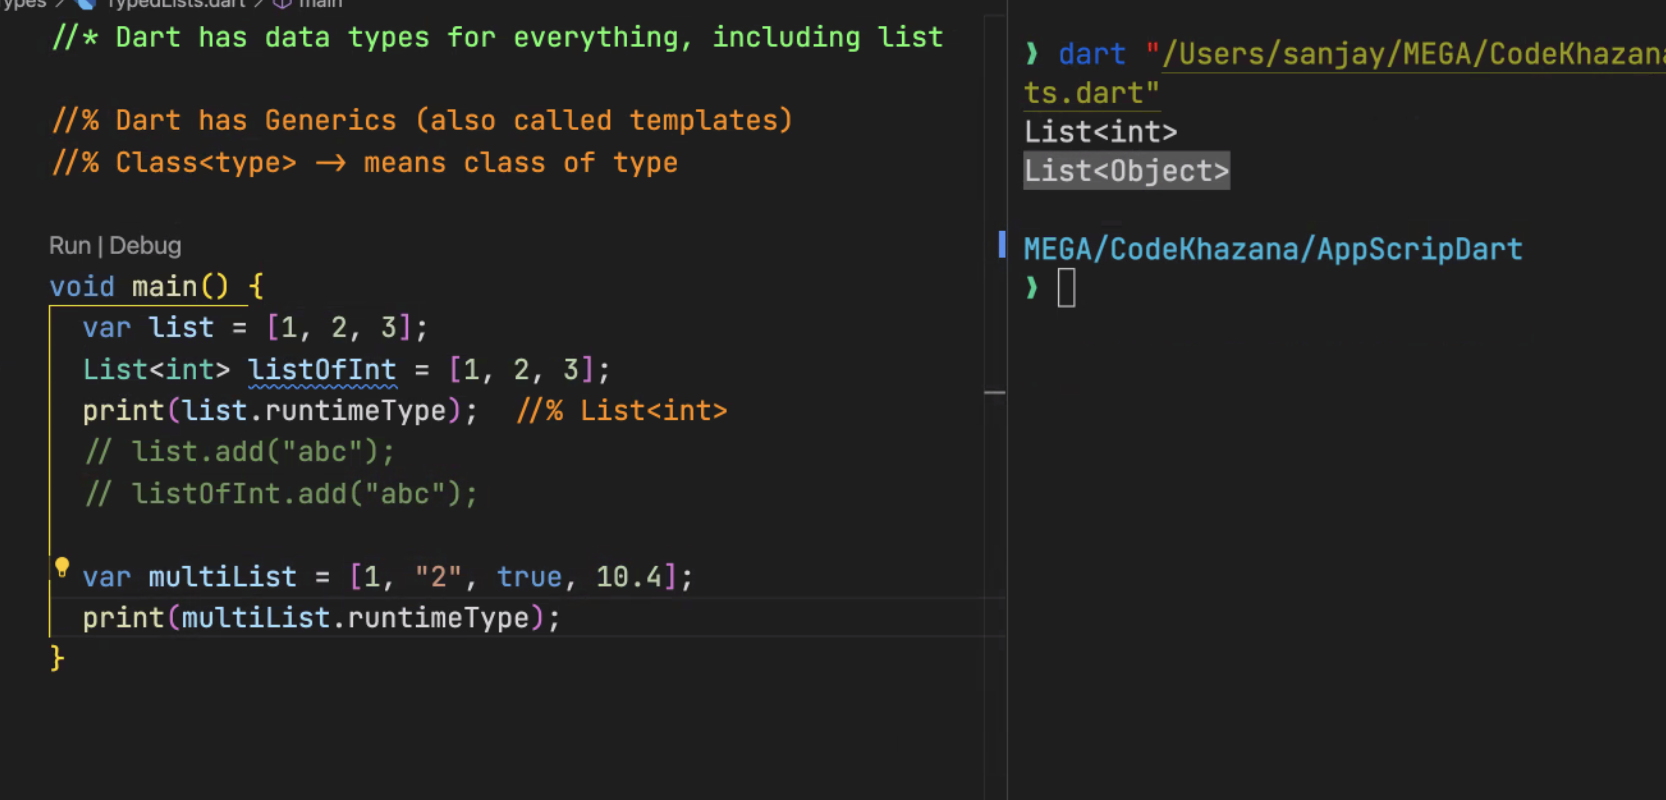 TypedLists.dart
main
//* Dart has data types for everything, including list
//% Dart has Generics (also called templates)
//% Class<type> -> means class of type
Run | Debug
void main() {
var list = [1, 2, 3];
List<int> listOfInt = [1, 2, 3];
print(list.runtimeType); //% List<int>
// list.add("abc");
// listOfInt.add("abc");
var multiList = [1, "2", true, 10.4];
print(multiList.runtimeType);
}
❯ dart "/Users/sanjay/MEGA/CodeKhazana
ts.dart"
List<int>
List<Object>
MEGA/CodeKhazana/AppScripDart
❯